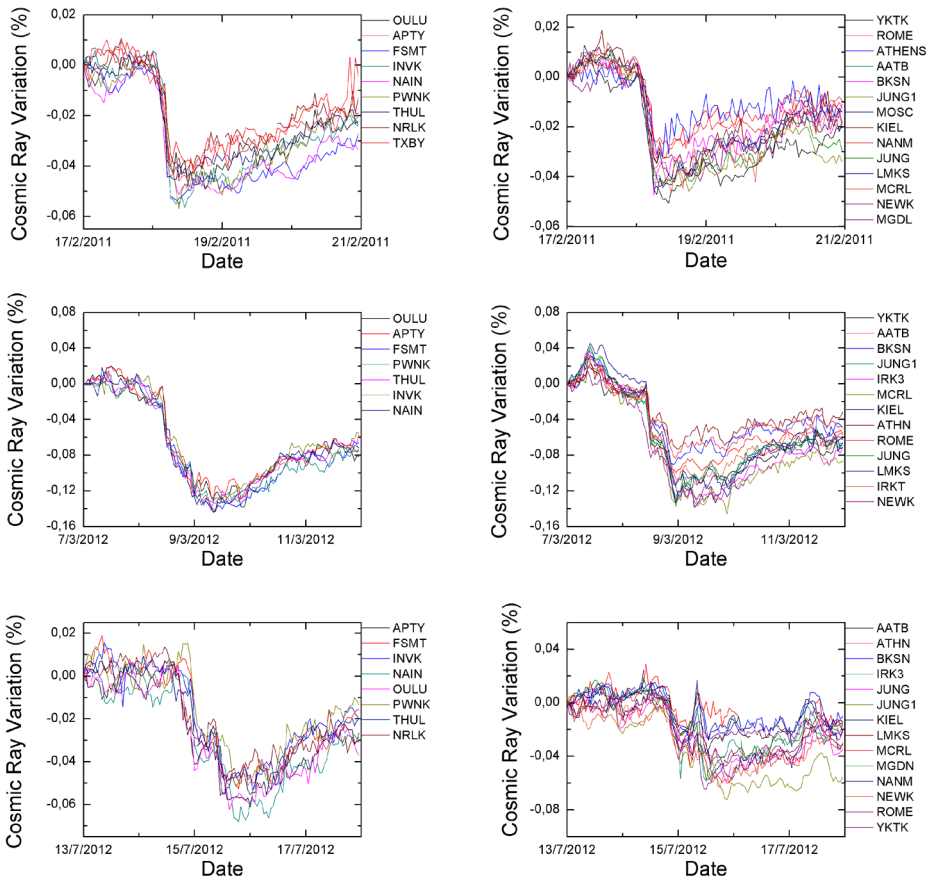 Cosmic Ray Variation (%)
0,02
0,00
-0,02
-0,04
-0,06
17/2/2011
19/2/2011
21/2/2011
Date
OULU
APTY
FSMT
INVK
NAIN
PWNK
THUL
NRLK
TXBY
Cosmic Ray Variation (%)
0,02
0,00
-0,02
-0,04
-0,06
17/2/2011
19/2/2011
21/2/2011
Date
YKTK
ROME
ATHENS
AATB
BKSN
JUNG1
MOSC
KIEL
NANM
JUNG
LMKS
MCRL
NEWK
MGDL
Cosmic Ray Variation (%)
0,08
0,04
0,00
-0,04
-0,08
-0,12
-0,16
7/3/2012
9/3/2012
11/3/2012
Date
OULU
APTY
FSMT
PWNK
THUL
INVK
NAIN
Cosmic Ray Variation (%)
0,08
0,04
0,00
-0,04
-0,08
-0,12
-0,16
7/3/2012
9/3/2012
11/3/2012
Date
YKTK
AATB
BKSN
JUNG1
IRK3
MCRL
KIEL
ATHN
ROME
JUNG
LMKS
IRKT
NEWK
Cosmic Ray Variation (%)
0,02
0,00
-0,02
-0,04
-0,06
13/7/2012
15/7/2012
17/7/2012
Date
APTY
FSMT
INVK
NAIN
OULU
PWNK
THUL
NRLK
Cosmic Ray Variation (%)
0,04
0,00
-0,04
-0,08
13/7/2012
15/7/2012
17/7/2012
Date
AATB
ATHN
BKSN
IRK3
JUNG
JUNG1
KIEL
LMKS
MCRL
MGDN
NANM
NEWK
ROME
YKTK